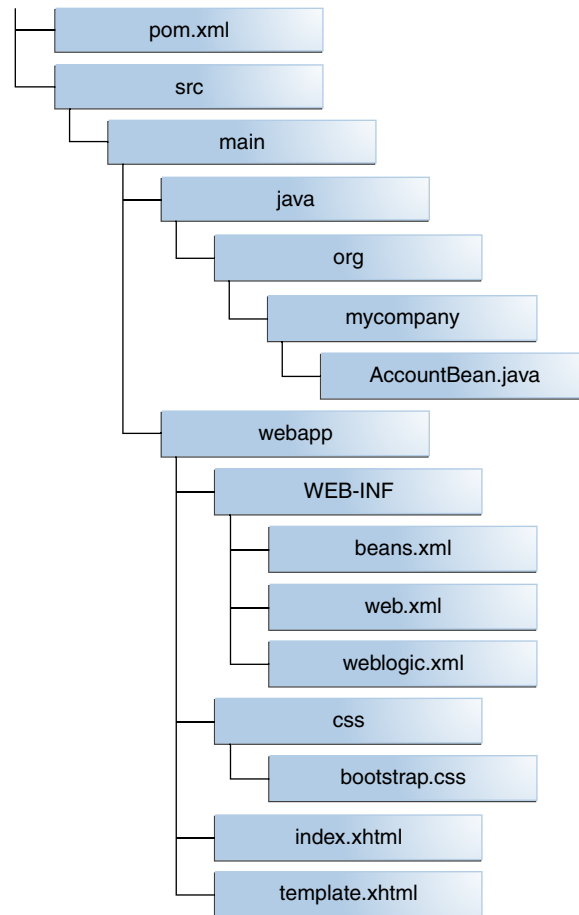 pom.xml
src
main
java
org
mycompany
AccountBean.java
webapp
WEB-INF
beans.xml
web.xml
weblogic.xml
css
bootstrap.css
index.xhtml
template.xhtml